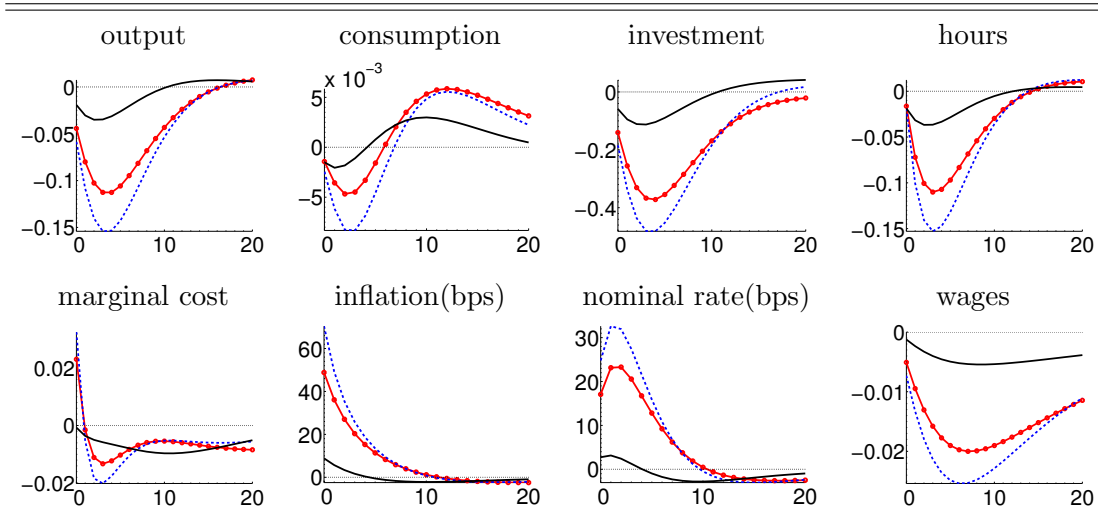 output consumption investment hours
x 10⁻³
0 −0.05 −0.1 −0.15
0 10 20
5 0 −5
0 10 20
0 −0.2 −0.4
0 10 20
0 −0.05 −0.1 −0.15
0 10 20
marginal cost inflation(bps) nominal rate(bps) wages
0.02 0 −0.02
0 10 20
60 40 20 0
0 10 20
30 20 10 0
0 10 20
0 −0.01 −0.02
0 10 20